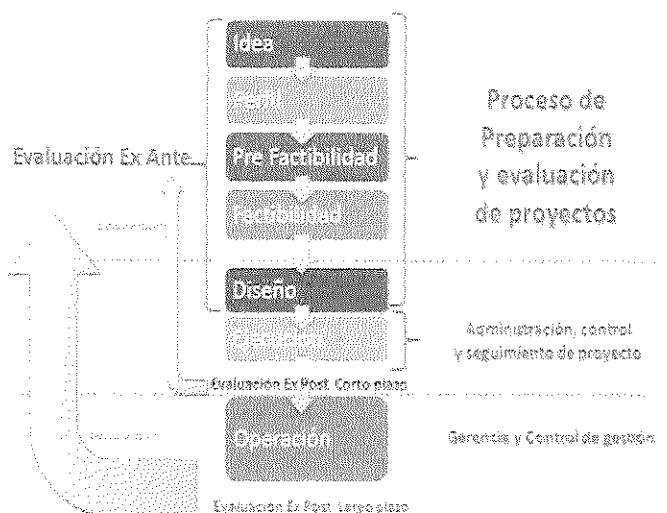 Idea
Perfil
Proceso de
Preparación
Evaluación Ex Ante
Pre Factibilidad
y evaluación
de proyectos
Factibilidad
Diseño
Ejecución
Administración, control
y seguimiento de proyecto
Evaluación Ex Post Corto plazo
Operación
Gerencia y Control de gestión
Evaluación Ex Post Largo plazo